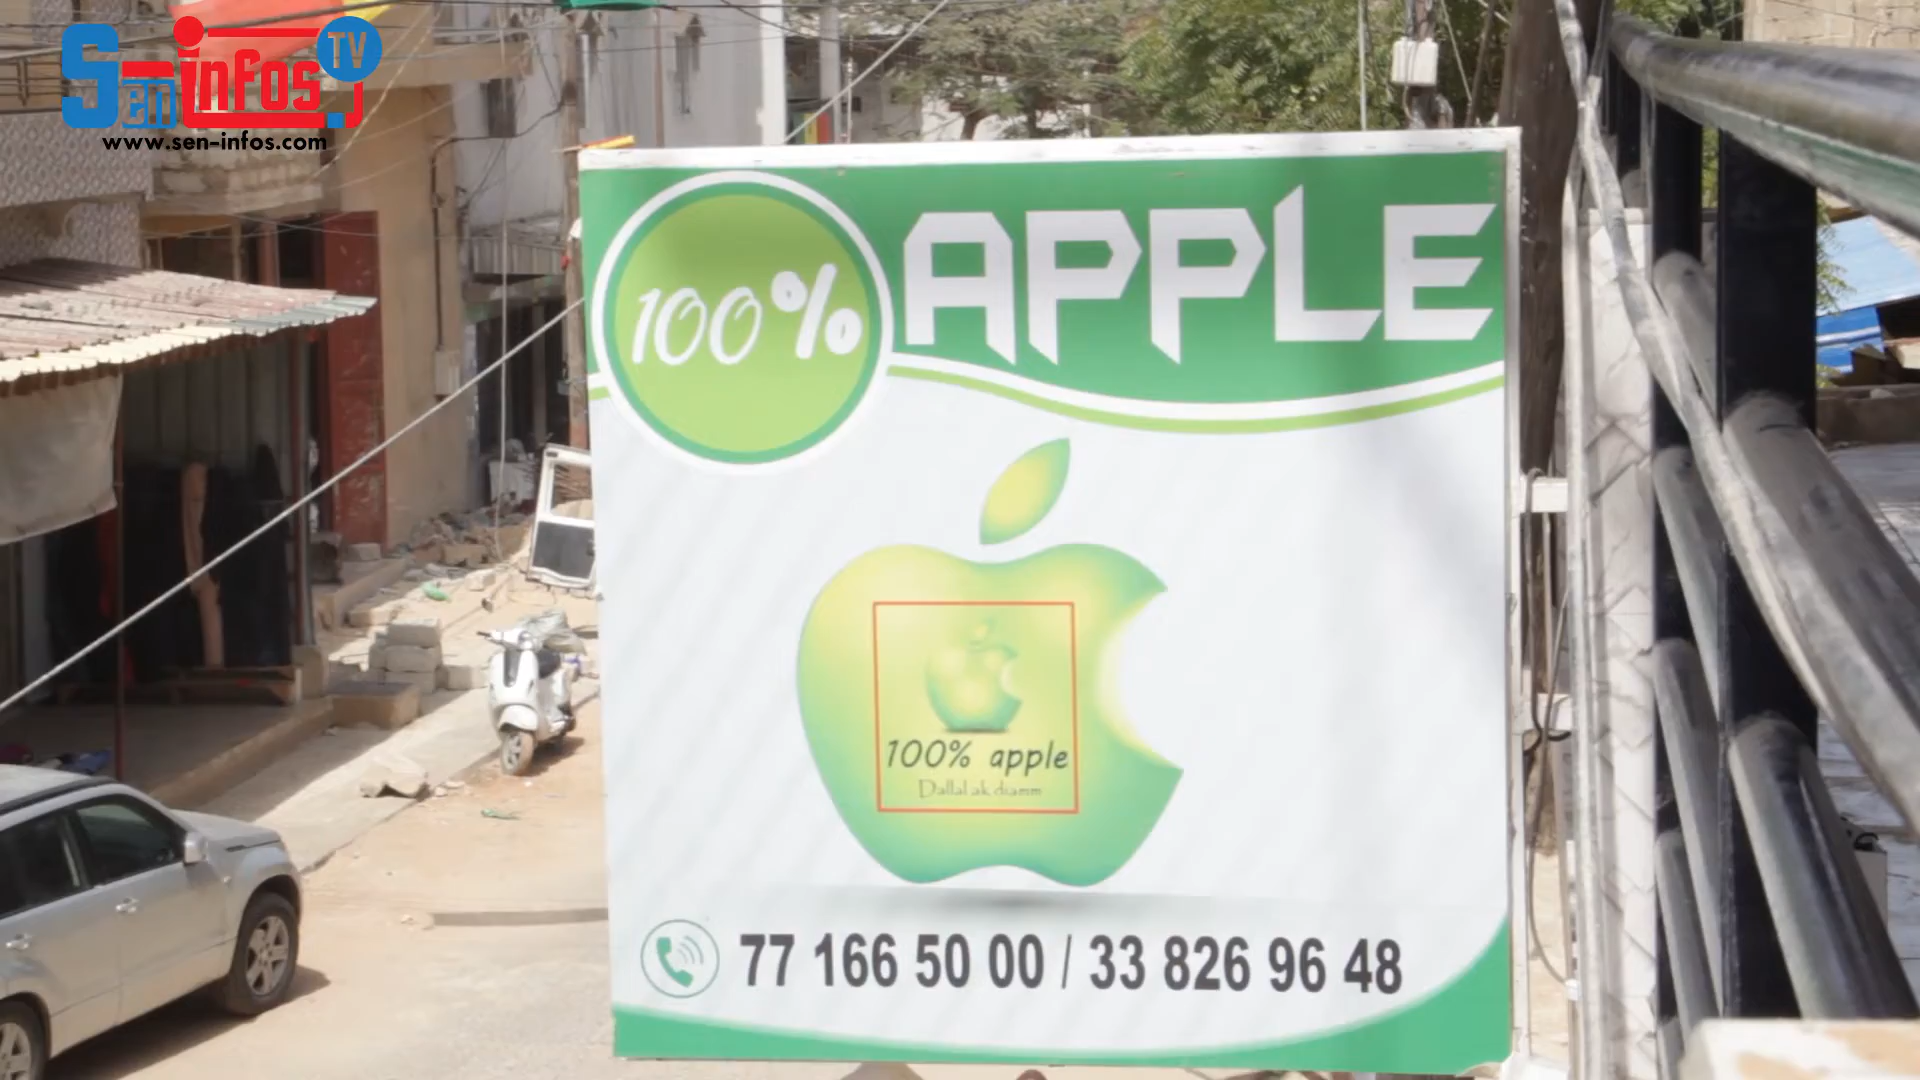 Sen infos TV
www.sen-infos.com
100% APPLE
100% apple
Dallal ak diamm
77 166 50 00 / 33 826 96 48